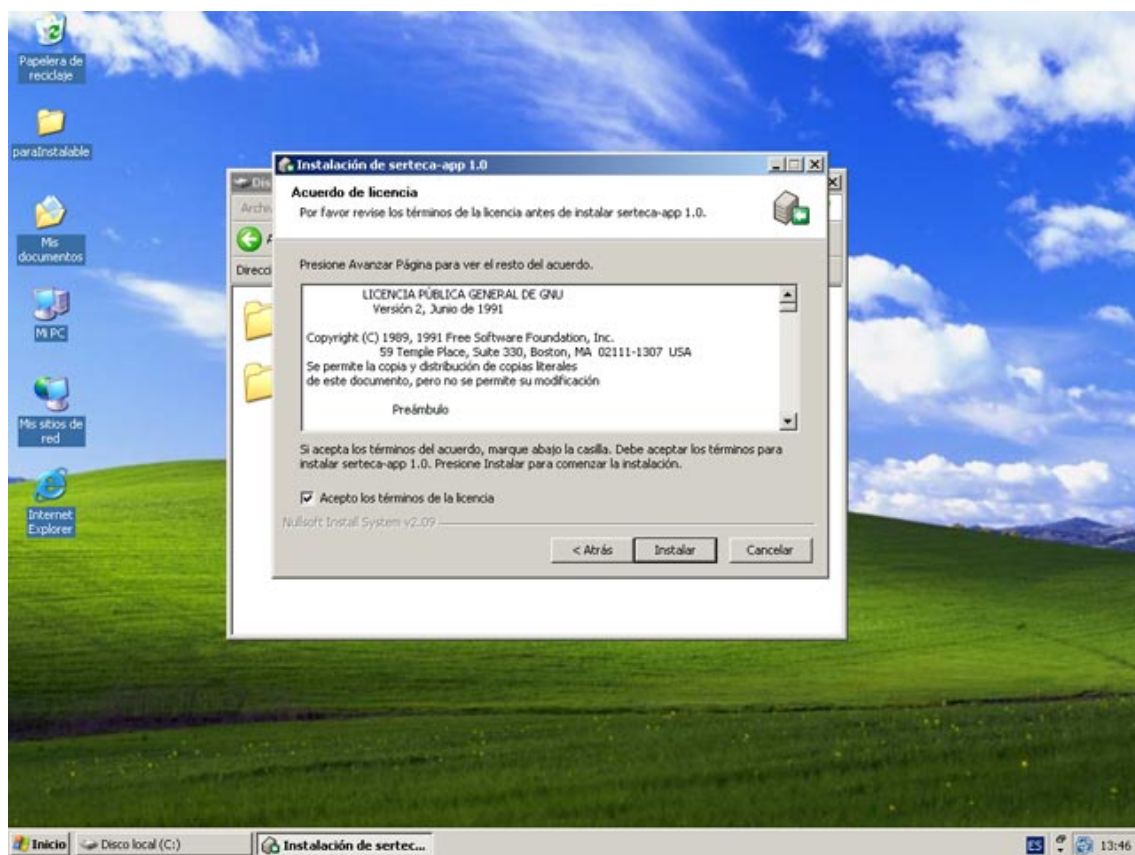 Papelera de
reciclaje
paraInstalable
Mis
documentos
Mi PC
Mis sitios de
red
Internet
Explorer
Dis
Archi
Direcci
Instalación de serteca-app 1.0
Acuerdo de licencia
Por favor revise los términos de la licencia antes de instalar serteca-app 1.0.
Presione Avanzar Página para ver el resto del acuerdo.
LICENCIA PÚBLICA GENERAL DE GNU
Versión 2, Junio de 1991
Copyright (C) 1989, 1991 Free Software Foundation, Inc.
59 Temple Place, Suite 330, Boston, MA 02111-1307 USA
Se permite la copia y distribución de copias literales
de este documento, pero no se permite su modificación
Preámbulo
Si acepta los términos del acuerdo, marque abajo la casilla. Debe aceptar los términos para
instalar serteca-app 1.0. Presione Instalar para comenzar la instalación.
Acepto los términos de la licencia
Nullsoft Install System v2.09
< Atrás Instalar Cancelar
Inicio Disco local (C:) Instalación de sertec... ES 13:46